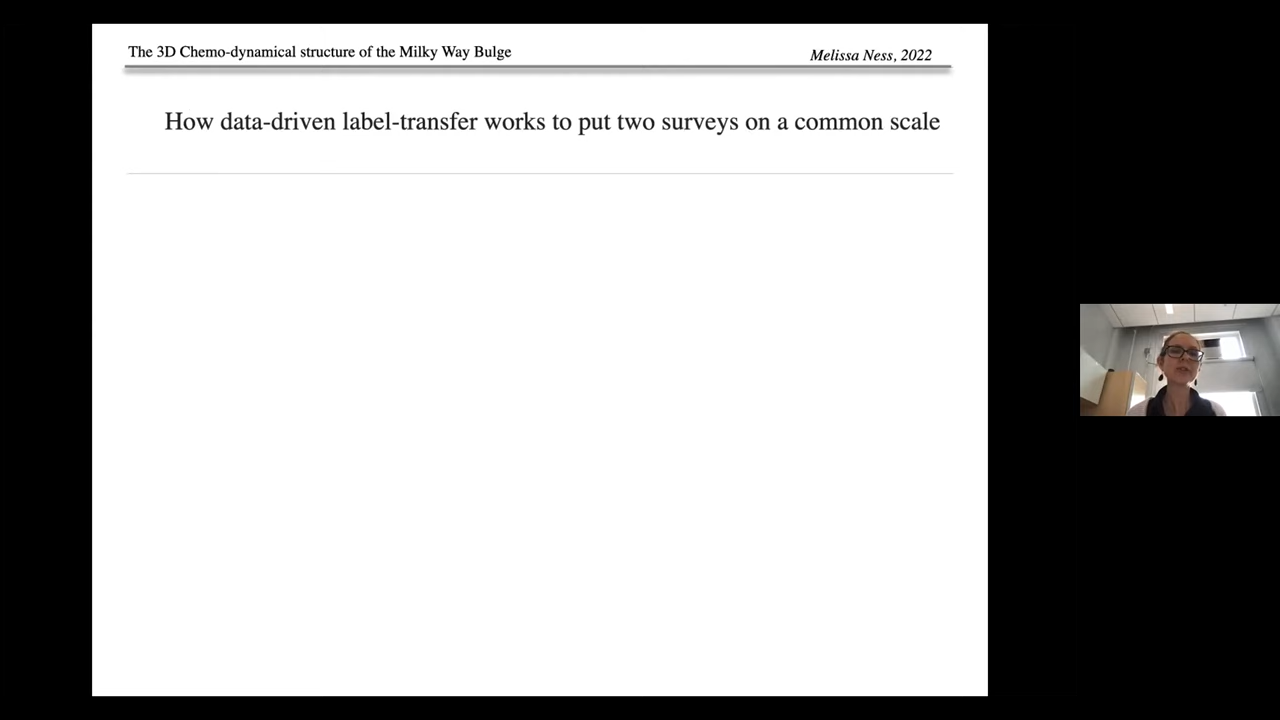 The 3D Chemo-dynamical structure of the Milky Way Bulge
Melissa Ness, 2022
How data-driven label-transfer works to put two surveys on a common scale